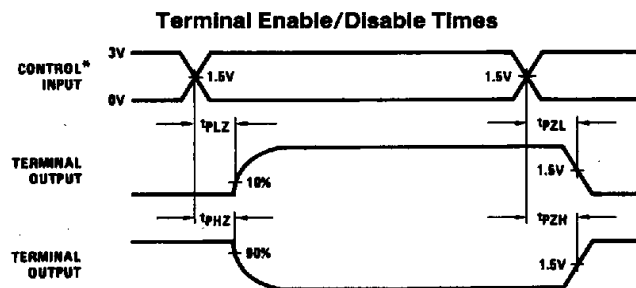 Terminal Enable/Disable Times
3V
CONTROL*
INPUT
1.5V
1.5V
0V
tPLZ
tPZL
TERMINAL
OUTPUT
10%
1.5V
tPHZ
tPZH
TERMINAL
OUTPUT
90%
1.5V